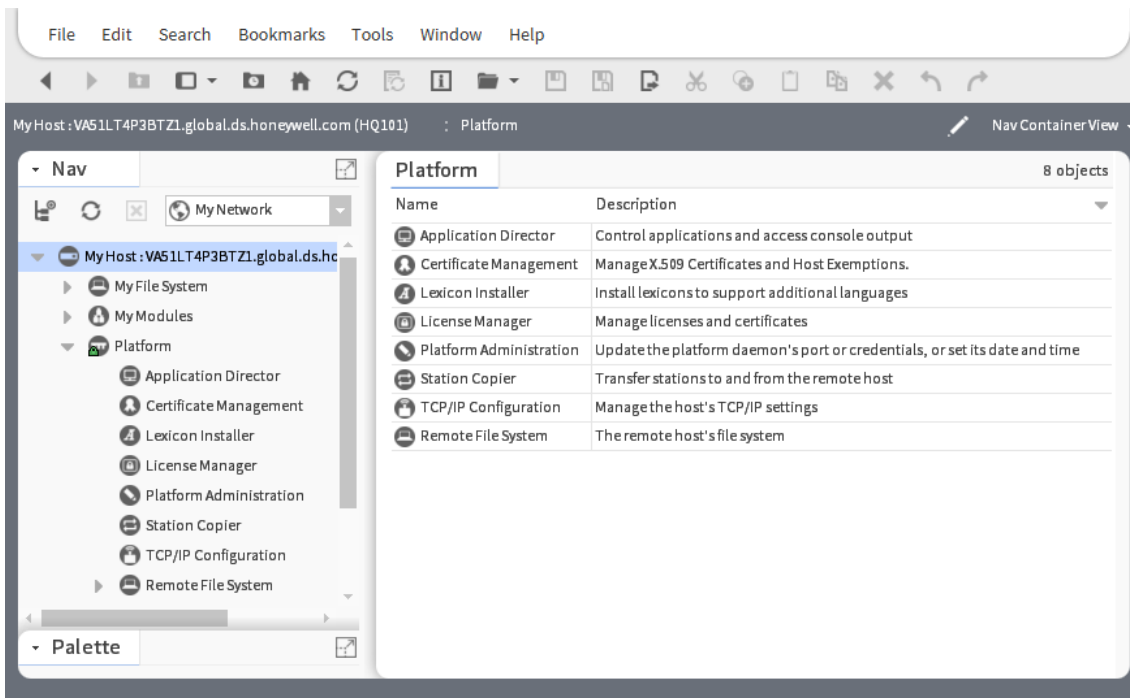 File Edit Search Bookmarks Tools Window Help
My Host : VA51LT4P3BTZ1.global.ds.honeywell.com (HQ101) : Platform Nav Container View
Nav
My Network
My Host : VA51LT4P3BTZ1.global.ds.hc
My File System
My Modules
Platform
Application Director
Certificate Management
Lexicon Installer
License Manager
Platform Administration
Station Copier
TCP/IP Configuration
Remote File System
Palette
Platform 8 objects
Name Description
Application Director Control applications and access console output
Certificate Management Manage X.509 Certificates and Host Exemptions.
Lexicon Installer Install lexicons to support additional languages
License Manager Manage licenses and certificates
Platform Administration Update the platform daemon's port or credentials, or set its date and time
Station Copier Transfer stations to and from the remote host
TCP/IP Configuration Manage the host's TCP/IP settings
Remote File System The remote host's file system